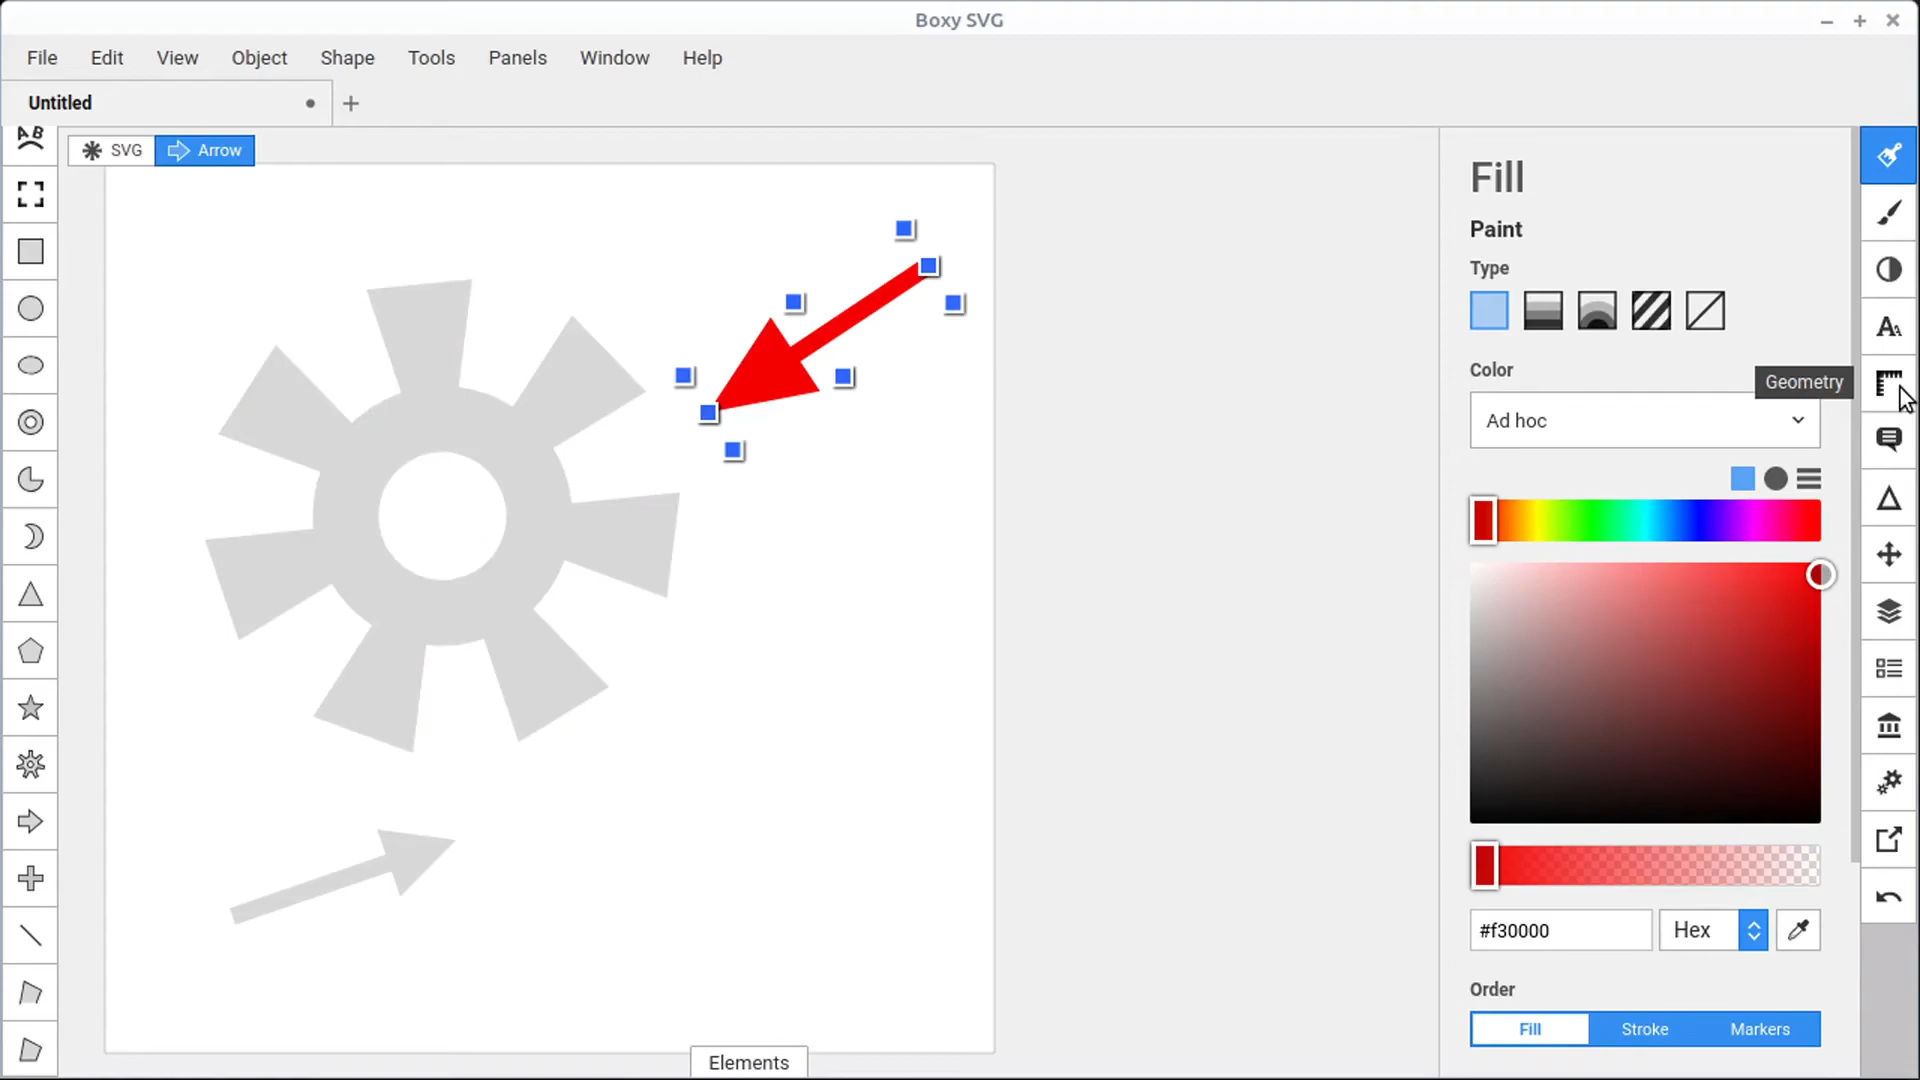 Boxy SVG
File Edit View Object Shape Tools Panels Window Help
Untitled
SVG Arrow
Fill
Paint
Type
Color
Geometry
Ad hoc
#f30000 Hex
Order
Fill Stroke Markers
Elements